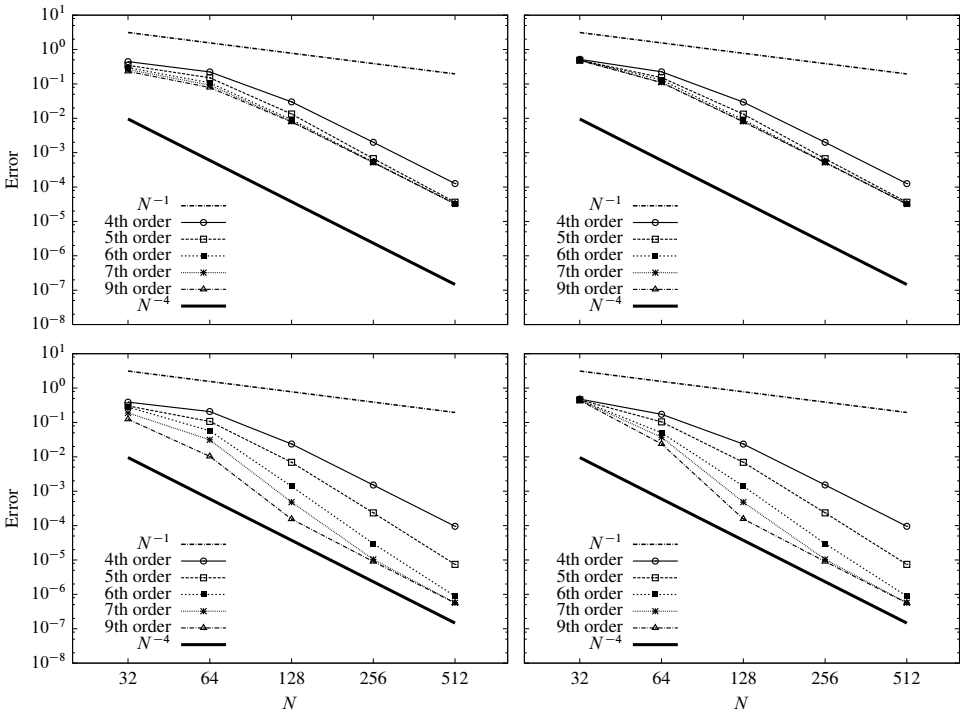 10^1
10^0
10^−1
10^−2
10^−3
10^−4
10^−5
10^−6
10^−7
10^−8
Error
N^−1
4th order
5th order
6th order
7th order
9th order
N^−4
N^−1
4th order
5th order
6th order
7th order
9th order
N^−4
10^1
10^0
10^−1
10^−2
10^−3
10^−4
10^−5
10^−6
10^−7
10^−8
Error
N^−1
4th order
5th order
6th order
7th order
9th order
N^−4
32 64 128 256 512
N
N^−1
4th order
5th order
6th order
7th order
9th order
N^−4
32 64 128 256 512
N